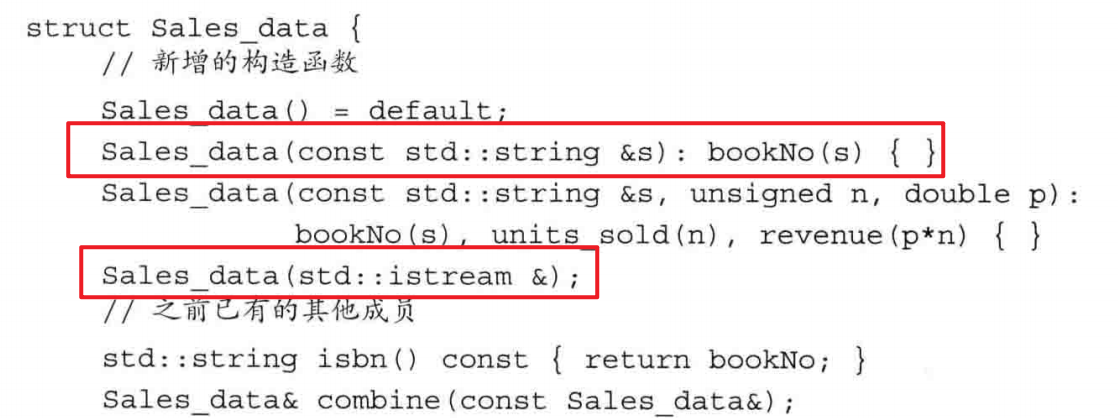 struct Sales_data {
// 新增的构造函数
Sales_data() = default;
Sales_data(const std::string &s): bookNo(s) { }
Sales_data(const std::string &s, unsigned n, double p):
bookNo(s), units_sold(n), revenue(p*n) { }
Sales_data(std::istream &);
// 之前已有的其他成员
std::string isbn() const { return bookNo; }
Sales_data& combine(const Sales_data&);